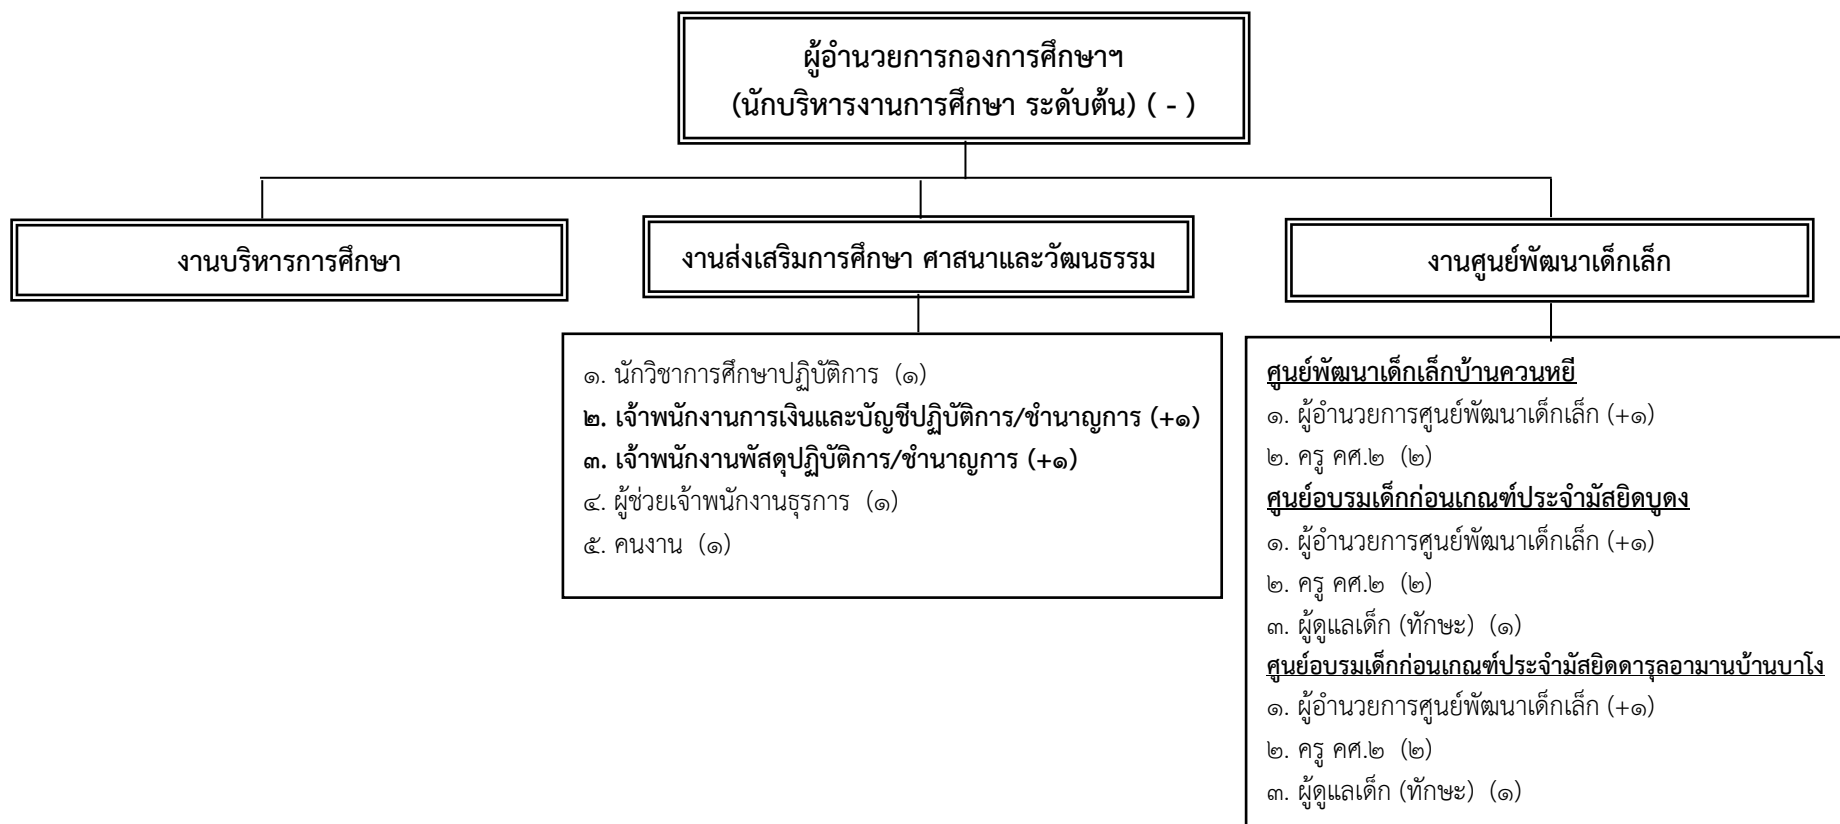 ผู้อำนวยการกองการศึกษาฯ
(นักบริหารงานการศึกษา ระดับต้น) ( - )
งานบริหารการศึกษา
งานส่งเสริมการศึกษา ศาสนาและวัฒนธรรม
งานศูนย์พัฒนาเด็กเล็ก
๑. นักวิชาการศึกษาปฏิบัติการ (๑)
๒. เจ้าพนักงานการเงินและบัญชีปฏิบัติการ/ชำนาญการ (+๑)
๓. เจ้าพนักงานพัสดุปฏิบัติการ/ชำนาญการ (+๑)
๔. ผู้ช่วยเจ้าพนักงานธุรการ (๑)
๕. คนงาน (๑)
ศูนย์พัฒนาเด็กเล็กบ้านควนหยี
๑. ผู้อำนวยการศูนย์พัฒนาเด็กเล็ก (+๑)
๒. ครู คศ.๒ (๒)
ศูนย์อบรมเด็กก่อนเกณฑ์ประจำมัสยิดบูดง
๑. ผู้อำนวยการศูนย์พัฒนาเด็กเล็ก (+๑)
๒. ครู คศ.๒ (๒)
๓. ผู้ดูแลเด็ก (ทักษะ) (๑)
ศูนย์อบรมเด็กก่อนเกณฑ์ประจำมัสยิดดารุลอามานบ้านบาโง
๑. ผู้อำนวยการศูนย์พัฒนาเด็กเล็ก (+๑)
๒. ครู คศ.๒ (๒)
๓. ผู้ดูแลเด็ก (ทักษะ) (๑)